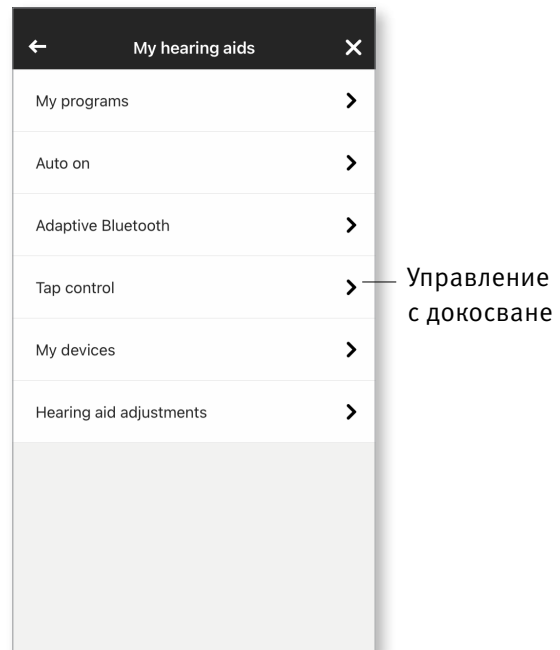 My hearing aids
My programs
Auto on
Adaptive Bluetooth
Tap control
Управление
с докосване
My devices
Hearing aid adjustments